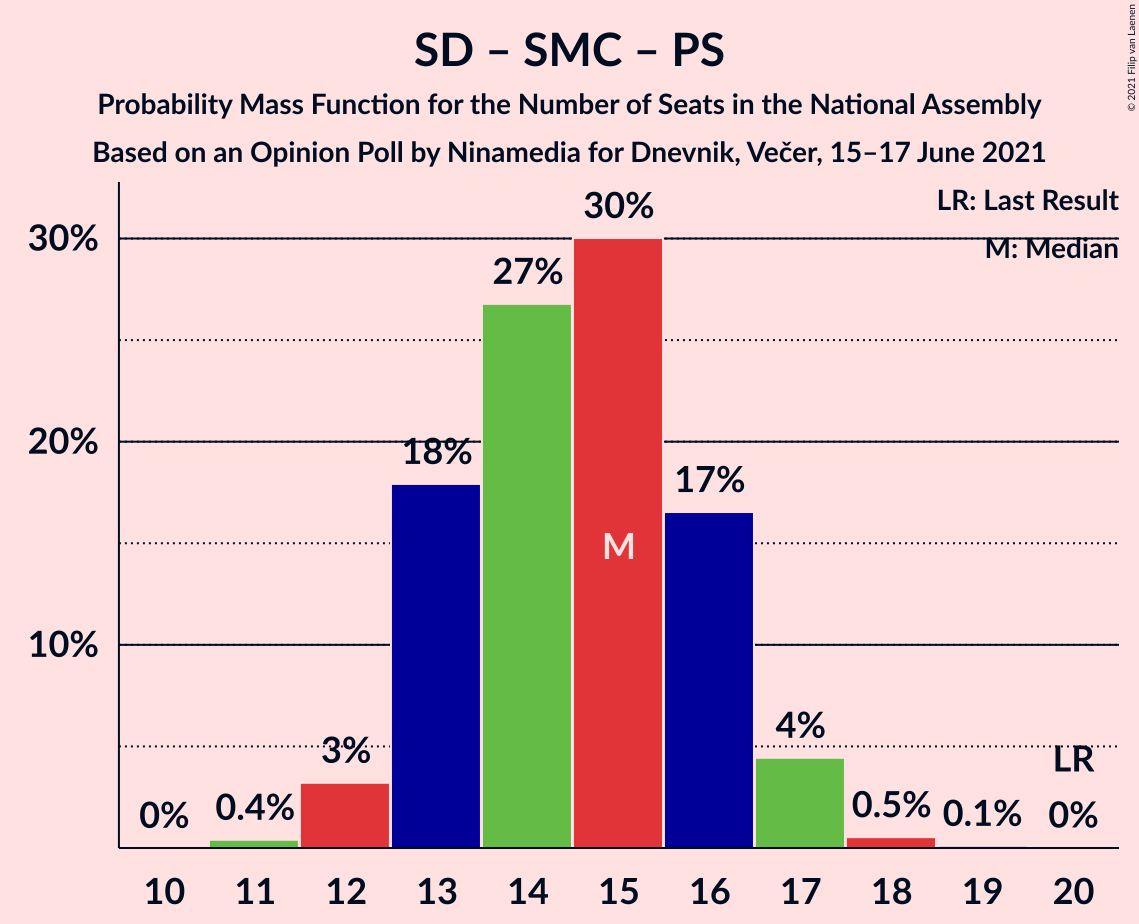 SD – SMC – PS
Probability Mass Function for the Number of Seats in the National Assembly
Based on an Opinion Poll by Ninamedia for Dnevnik, Večer, 15–17 June 2021
© 2021 Filip van Laenen
LR: Last Result
M: Median
30%
20%
10%
0%
0.4%
3%
18%
27%
30%
M
17%
4%
0.5%
0.1%
LR
0%
10 11 12 13 14 15 16 17 18 19 20